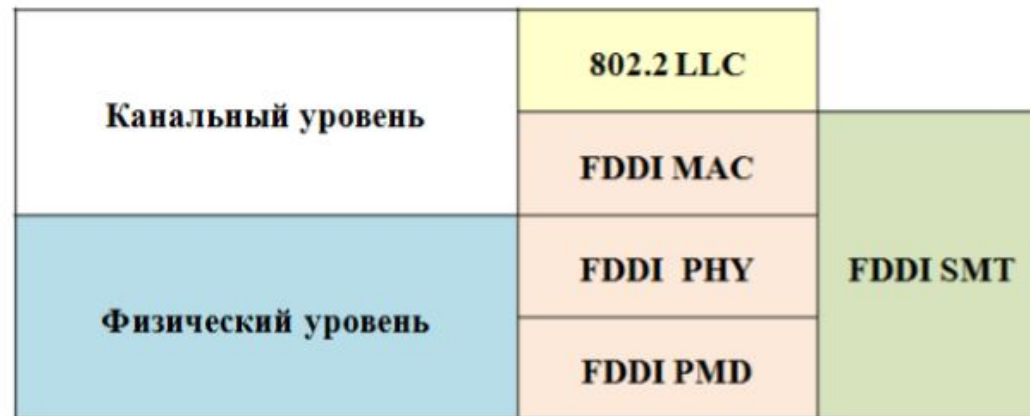 802.2 LLC
Канальный уровень
FDDI MAC
FDDI PHY
FDDI SMT
Физический уровень
FDDI PMD